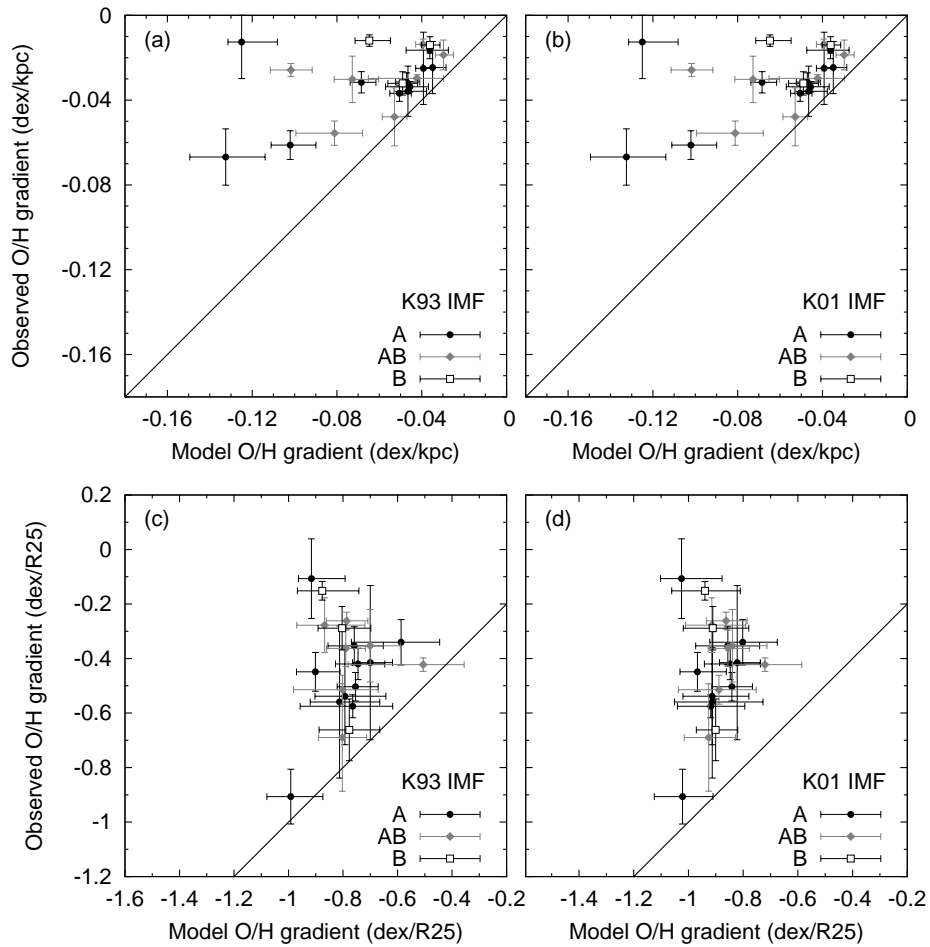 0
-0.04
-0.08
-0.12
-0.16
Observed O/H gradient (dex/kpc)
(a)
K93 IMF
A
AB
B
-0.16 -0.12 -0.08 -0.04 0
Model O/H gradient (dex/kpc)
(b)
K01 IMF
A
AB
B
-0.16 -0.12 -0.08 -0.04 0
Model O/H gradient (dex/kpc)
0.2
0
-0.2
-0.4
-0.6
-0.8
-1
-1.2
Observed O/H gradient (dex/R25)
(c)
K93 IMF
A
AB
B
-1.6 -1.4 -1.2 -1 -0.8 -0.6 -0.4 -0.2
Model O/H gradient (dex/R25)
(d)
K01 IMF
A
AB
B
-1.6 -1.4 -1.2 -1 -0.8 -0.6 -0.4 -0.2
Model O/H gradient (dex/R25)